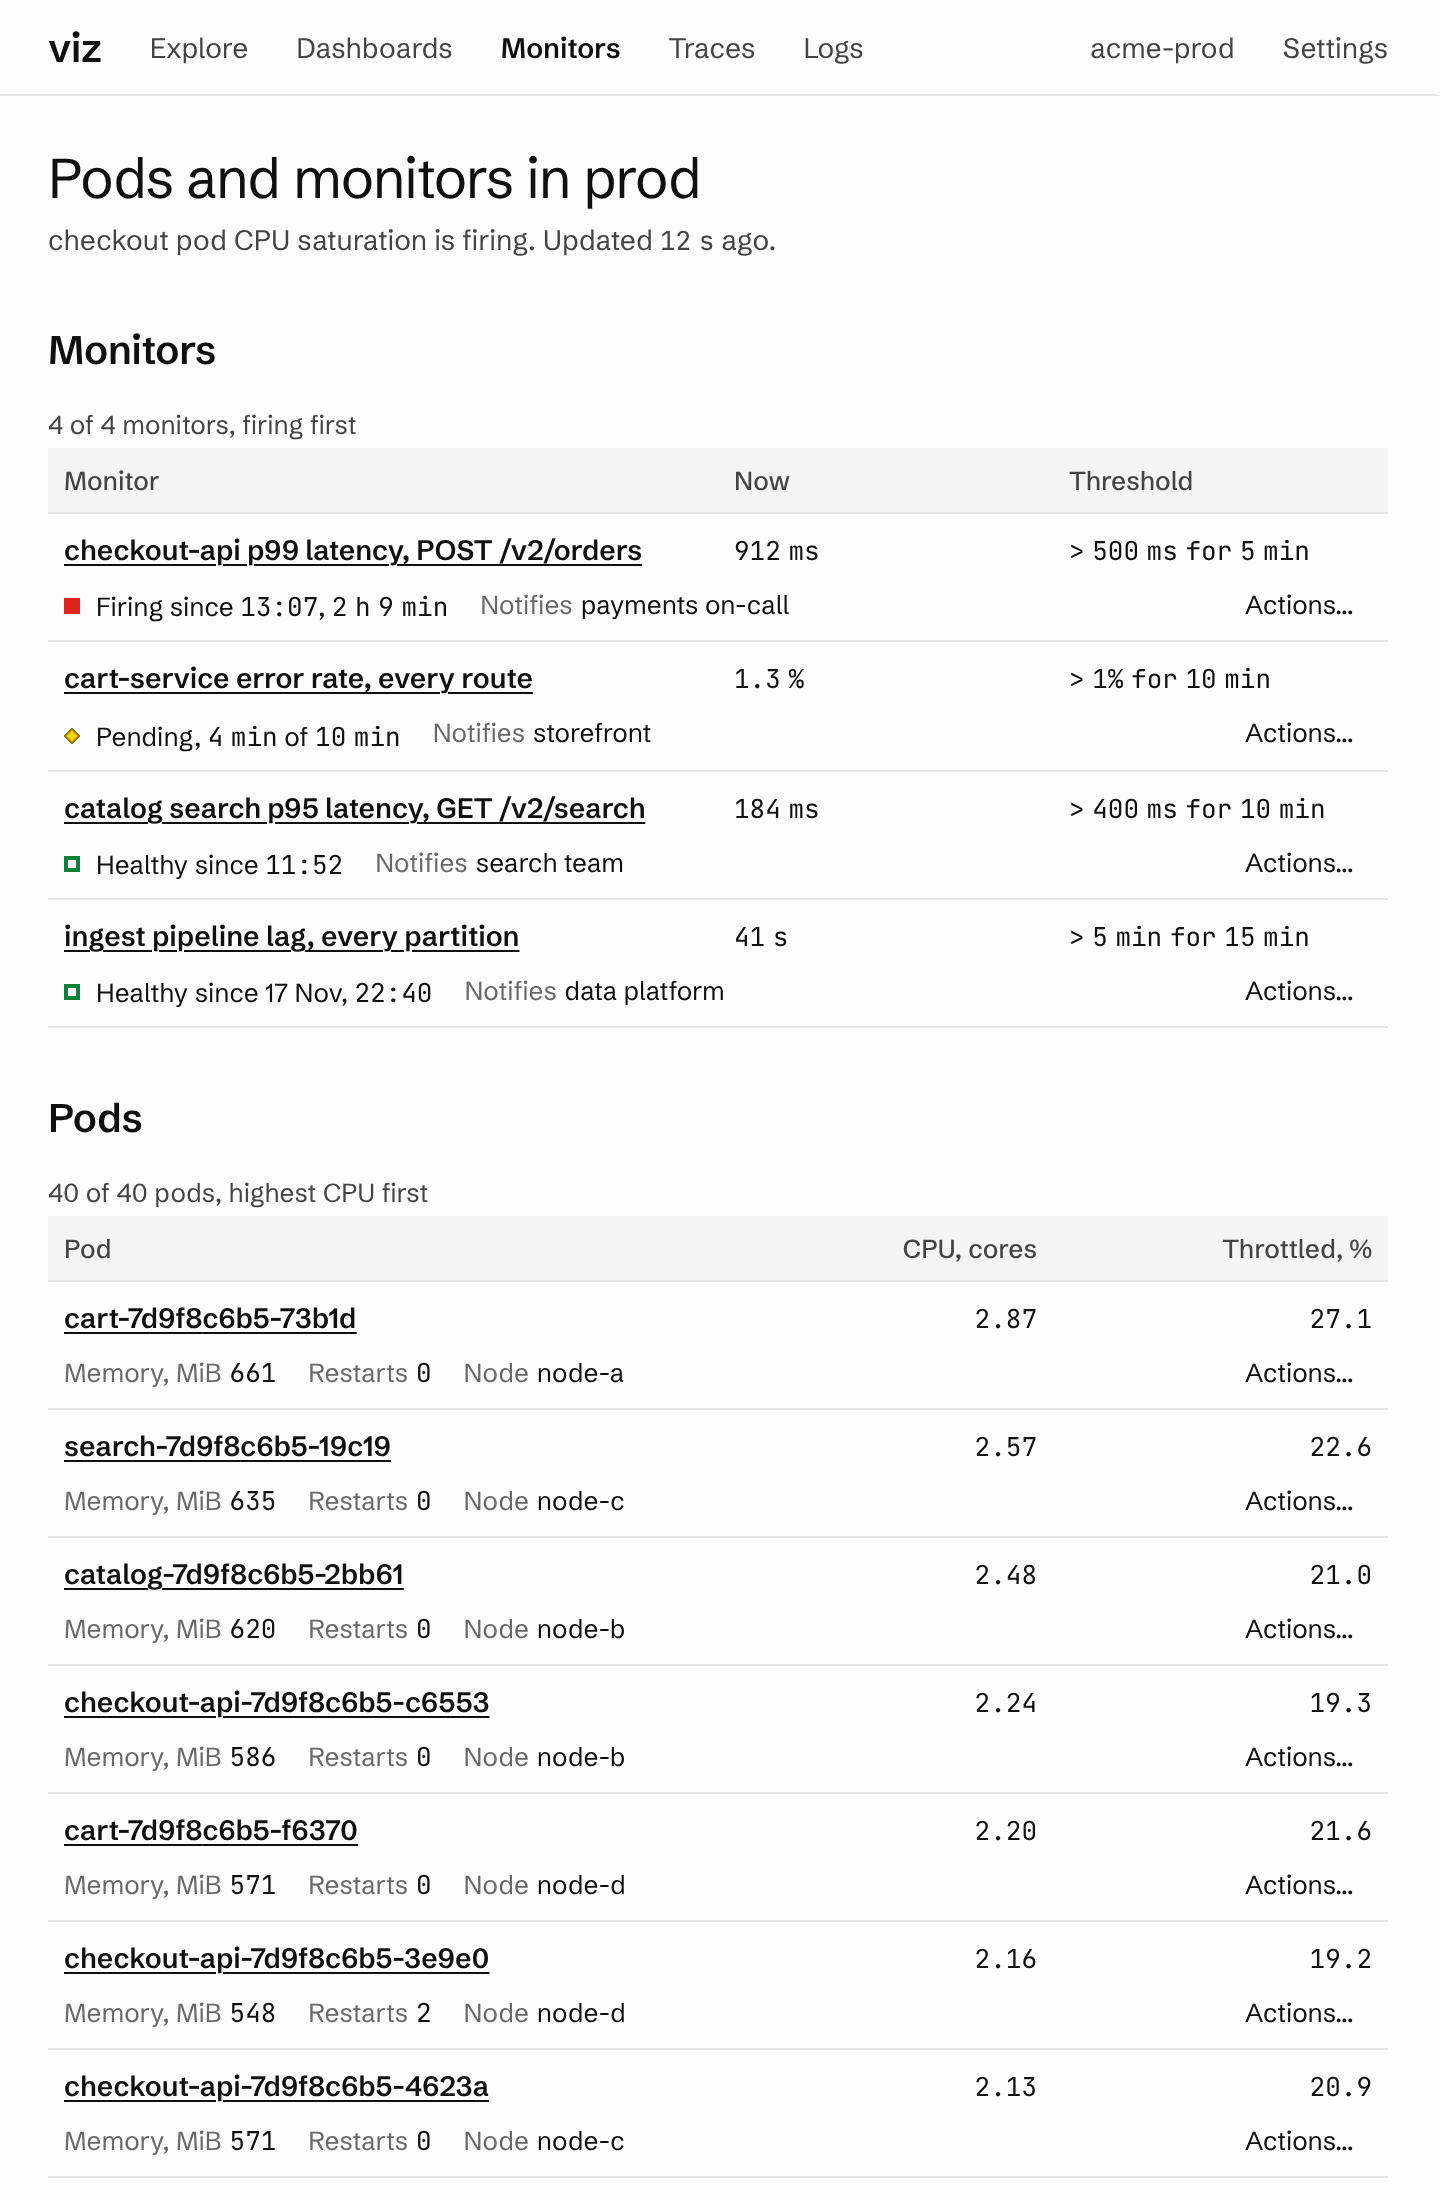 viz Explore Dashboards Monitors Traces Logs acme-prod Settings
Pods and monitors in prod
checkout pod CPU saturation is firing. Updated 12 s ago.
Monitors
4 of 4 monitors, firing first
Monitor Now Threshold
checkout-api p99 latency, POST /v2/orders 912 ms > 500 ms for 5 min
Firing since 13:07, 2 h 9 min Notifies payments on-call Actions...
cart-service error rate, every route 1.3 % > 1% for 10 min
Pending, 4 min of 10 min Notifies storefront Actions...
catalog search p95 latency, GET /v2/search 184 ms > 400 ms for 10 min
Healthy since 11:52 Notifies search team Actions...
ingest pipeline lag, every partition 41 s > 5 min for 15 min
Healthy since 17 Nov, 22:40 Notifies data platform Actions...
Pods
40 of 40 pods, highest CPU first
Pod CPU, cores Throttled, %
cart-7d9f8c6b5-73b1d 2.87 27.1
Memory, MiB 661 Restarts 0 Node node-a Actions...
search-7d9f8c6b5-19c19 2.57 22.6
Memory, MiB 635 Restarts 0 Node node-c Actions...
catalog-7d9f8c6b5-2bb61 2.48 21.0
Memory, MiB 620 Restarts 0 Node node-b Actions...
checkout-api-7d9f8c6b5-c6553 2.24 19.3
Memory, MiB 586 Restarts 0 Node node-b Actions...
cart-7d9f8c6b5-f6370 2.20 21.6
Memory, MiB 571 Restarts 0 Node node-d Actions...
checkout-api-7d9f8c6b5-3e9e0 2.16 19.2
Memory, MiB 548 Restarts 2 Node node-d Actions...
checkout-api-7d9f8c6b5-4623a 2.13 20.9
Memory, MiB 571 Restarts 0 Node node-c Actions...